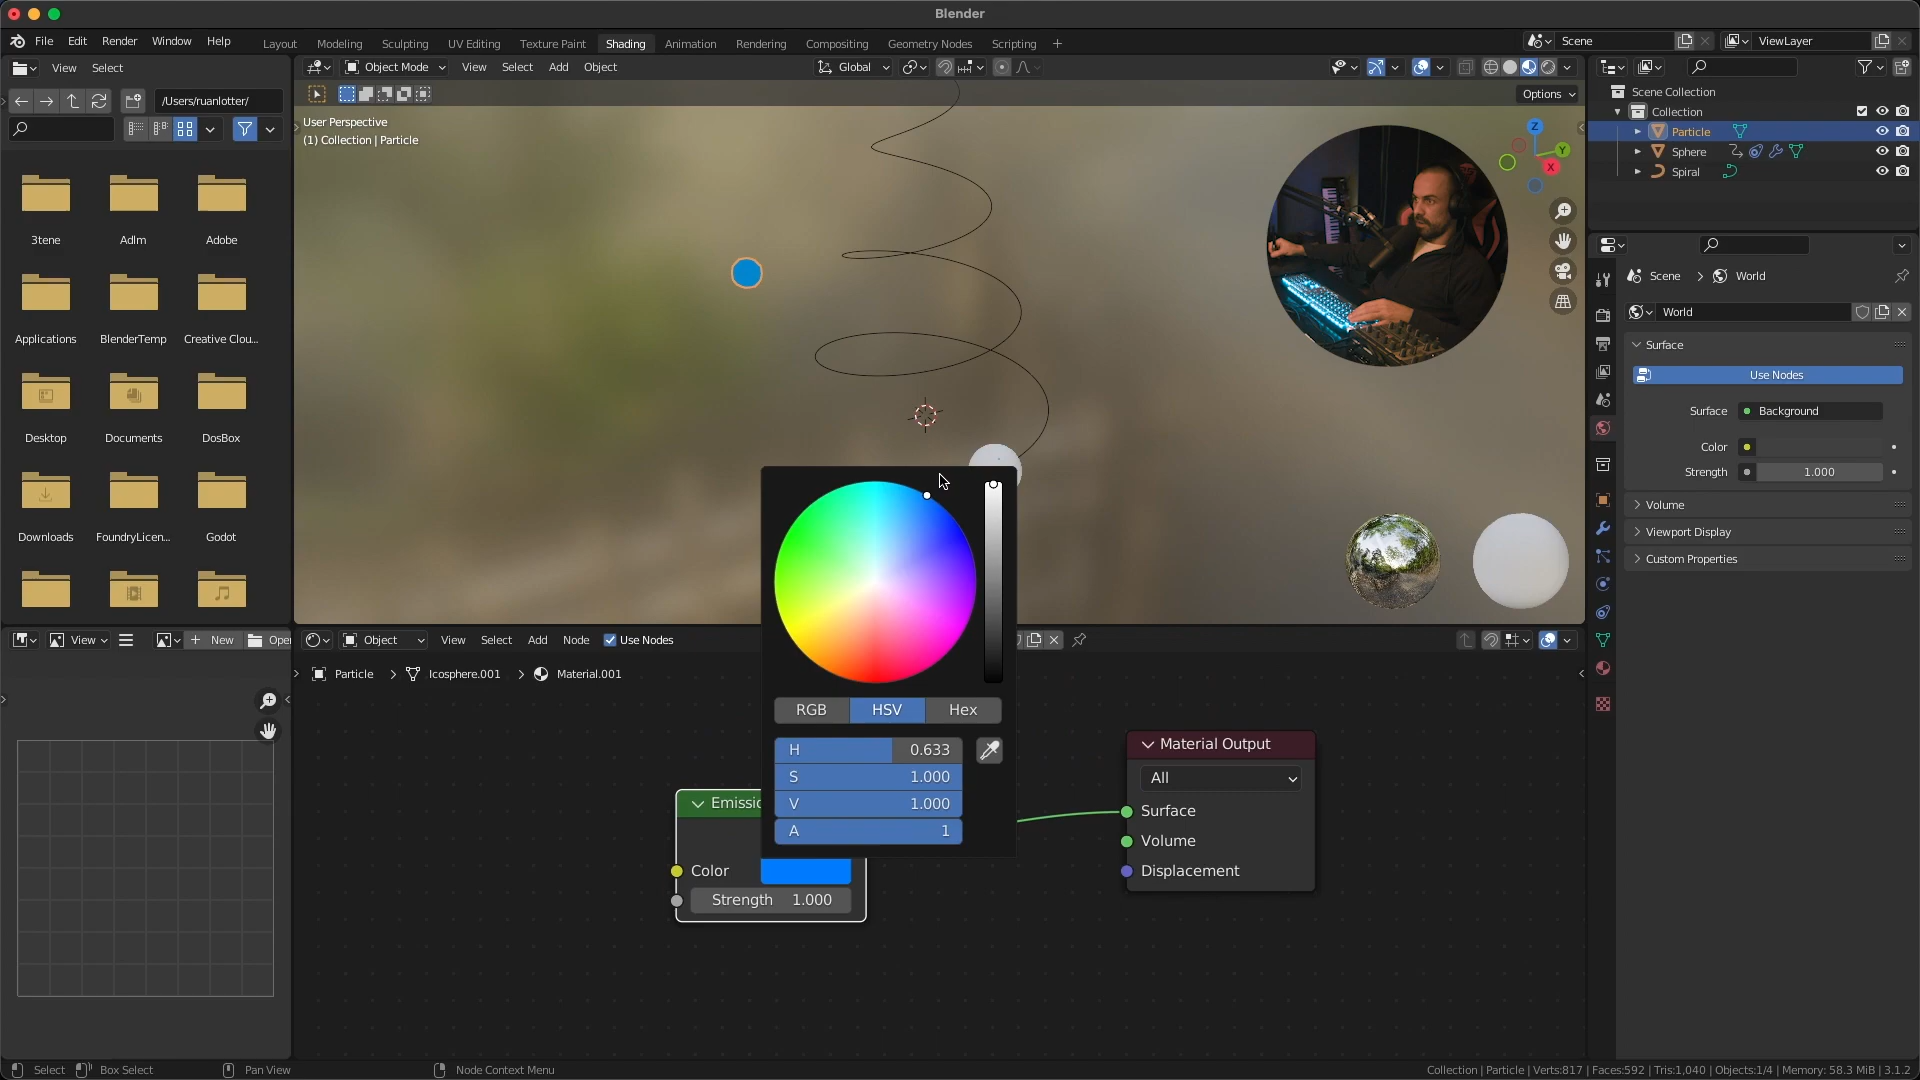 Blender
File Edit Render Window Help
Layout Modeling Sculpting UV Editing Texture Paint Shading Animation Rendering Compositing Geometry Nodes Scripting +
Scene
ViewLayer
View Select
Object Mode View Select Add Object
Global
/Users/ruanlotter/
Options
User Perspective
(1) Collection | Particle
Z
Y
X
3tene Adlm Adobe
Applications BlenderTemp Creative Clou...
Desktop Documents DosBox
Downloads FoundryLicen... Godot
Scene Collection
Collection
Particle
Sphere
Spiral
Scene > World
World
Surface
Use Nodes
Surface Background
Color
Strength 1.000
Volume
Viewport Display
Custom Properties
View + New Open
Object View Select Add Node Use Nodes
Particle > Icosphere.001 > Material.001
RGB HSV Hex
H 0.633
S 1.000
V 1.000
A 1
Emissio
Color
Strength 1.000
Material Output
All
Surface
Volume
Displacement
Select Box Select Pan View Node Context Menu
Collection | Particle | Verts:817 | Faces:592 | Tris:1,040 | Objects:1/4 | Memory: 58.3 MiB | 3.1.2